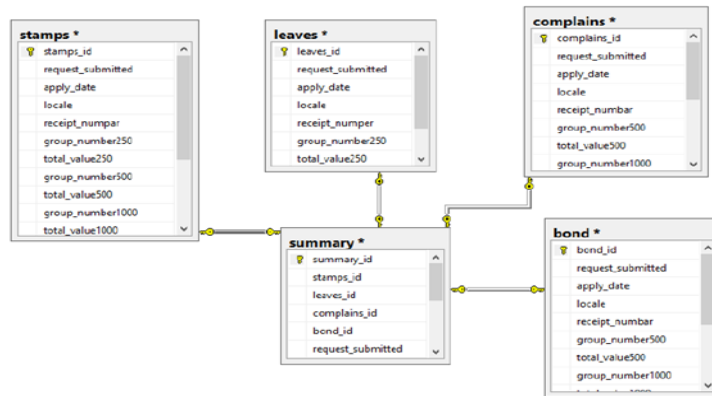 stamps *
stamps_id
request_submitted
apply_date
locale
receipt_numpar
group_number250
total_value250
group_number500
total_value500
group_number1000
total_value1000
leaves *
leaves_id
request_submitted
apply_date
locale
receipt_numper
group_number250
total_value250
complains *
complains_id
request_submitted
apply_date
locale
receipt_numbar
group_number500
total_value500
group_number1000
summary *
summary_id
stamps_id
leaves_id
complains_id
bond_id
request_submitted
bond *
bond_id
request_submitted
apply_date
locale
receipt_numbar
group_number500
total_value500
group_number1000